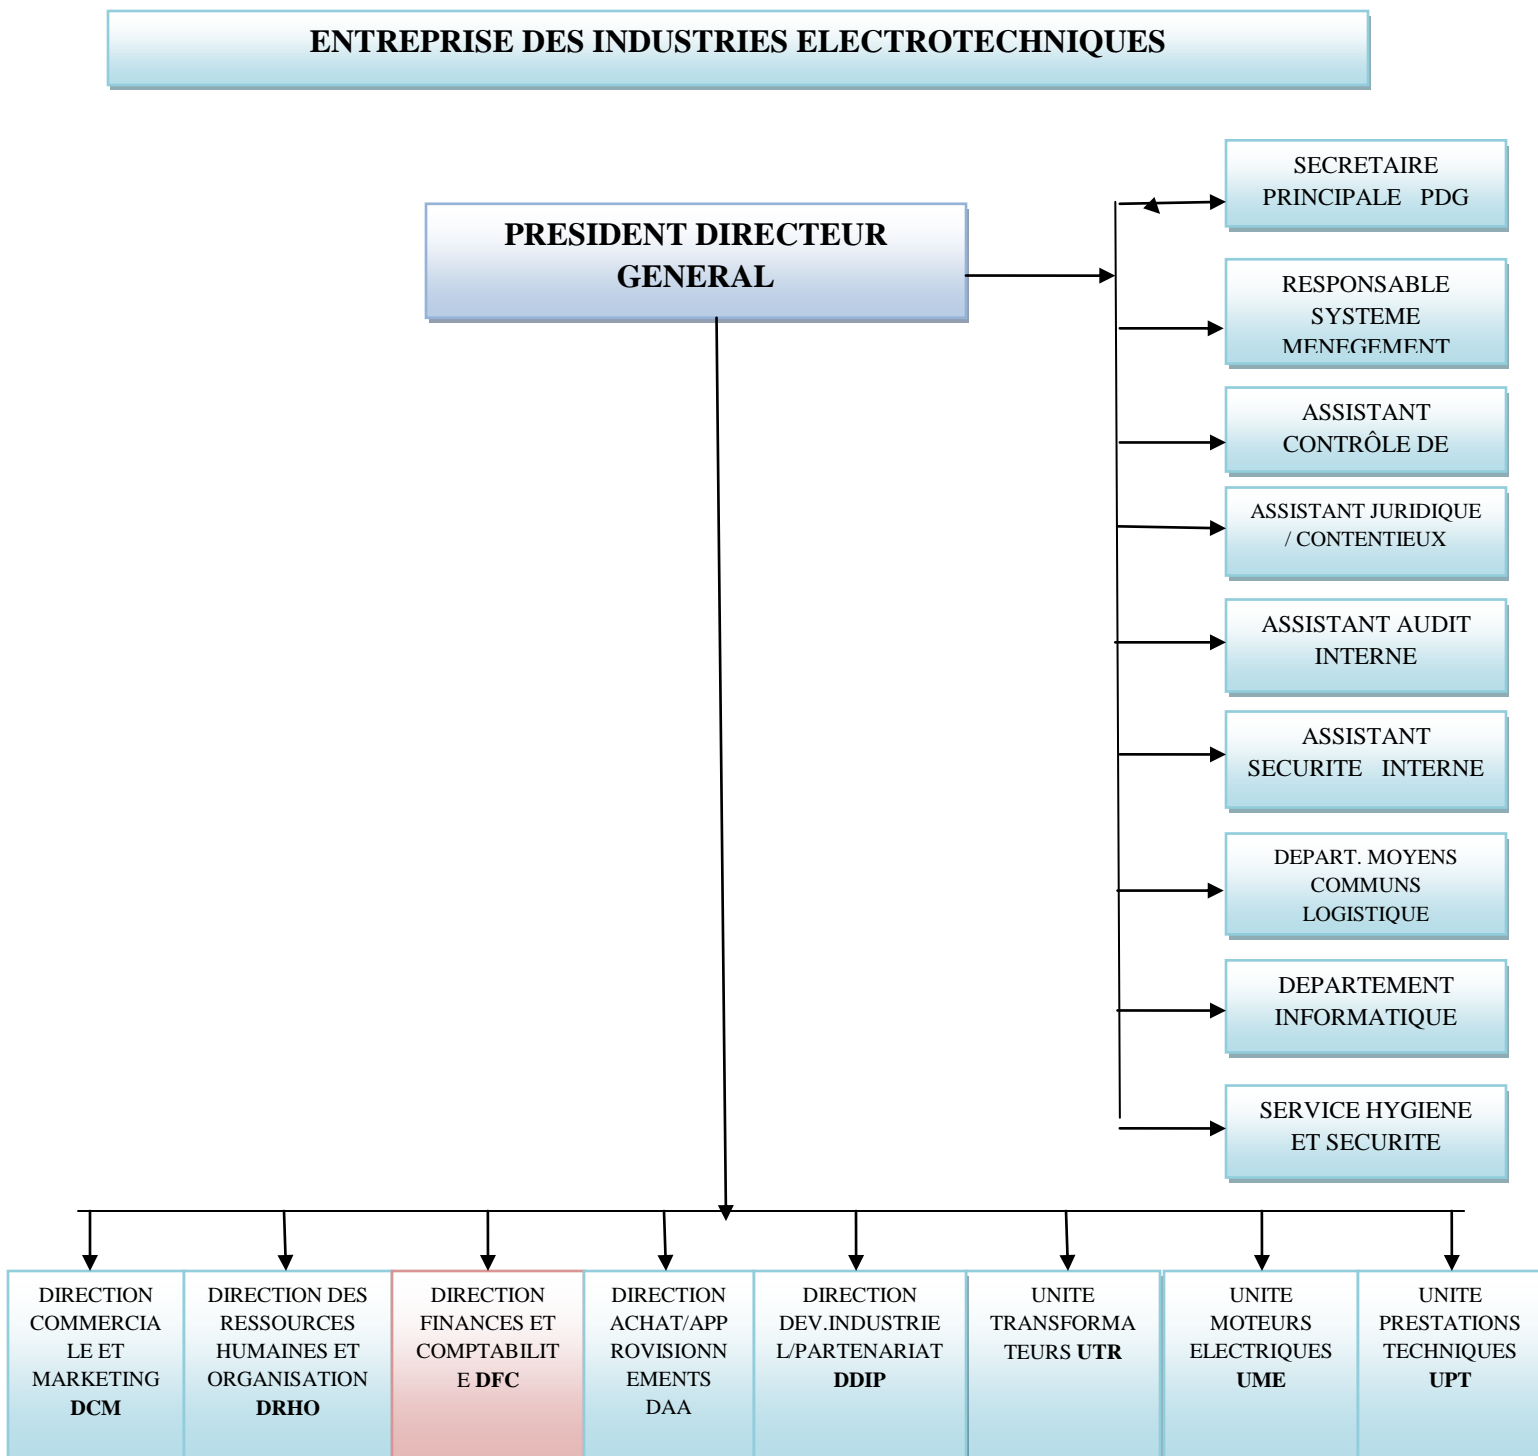 ENTREPRISE DES INDUSTRIES ELECTROTECHNIQUES
PRESIDENT DIRECTEUR
GENERAL
SECRETAIRE
PRINCIPALE PDG
RESPONSABLE
SYSTEME
MENEGEMENT
ASSISTANT
CONTRÔLE DE
ASSISTANT JURIDIQUE
/ CONTENTIEUX
ASSISTANT AUDIT
INTERNE
ASSISTANT
SECURITE INTERNE
DEPART. MOYENS
COMMUNS
LOGISTIQUE
DEPARTEMENT
INFORMATIQUE
SERVICE HYGIENE
ET SECURITE
DIRECTION
COMMERCIA
LE ET
MARKETING
DCM
DIRECTION DES
RESSOURCES
HUMAINES ET
ORGANISATION
DRHO
DIRECTION
FINANCES ET
COMPTABILIT
E DFC
DIRECTION
ACHAT/APP
ROVISIONN
EMENTS
DAA
DIRECTION
DEV.INDUSTRIE
L/PARTENARIAT
DDIP
UNITE
TRANSFORMA
TEURS UTR
UNITE
MOTEURS
ELECTRIQUES
UME
UNITE
PRESTATIONS
TECHNIQUES
UPT